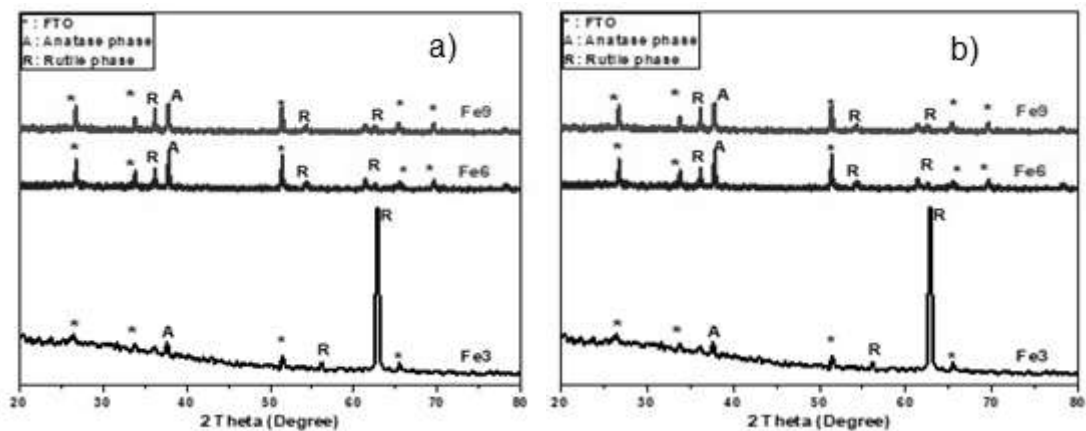 * : FTO
A : Anatase phase
R : Rutile phase
a)
* * R A * R R * * Fe9
* * R A * R R * * Fe6
R
* * A * R * Fe3
20 30 40 50 60 70 80
2 Theta (Degree)
* : FTO
A : Anatase phase
R : Rutile phase
b)
* * R A * R R * * Fe9
* * R A * R R * * Fe6
R
* * A * R * Fe3
20 30 40 50 60 70 80
2 Theta (Degree)